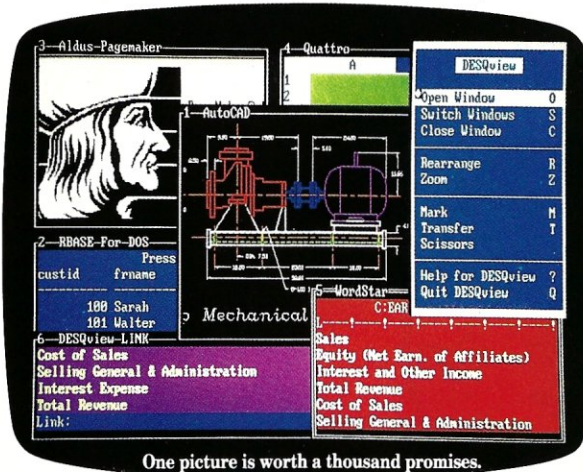 3—Aldus-Pagemaker
4—Quattro
A
1
2
DESQview
Open Window O
Switch Windows S
Close Window C
Rearrange R
Zoom Z
Mark M
Transfer T
Scissors
Help for DESQview ?
Quit DESQview Q
1—AutoCAD
Mechanical
2—RBASE-For-DOS
Press
custid frname
100 Sarah
101 Walter
5—WordStar
C:EAR
L----!----!----!----!----!----!
Sales
Equity (Net Earn. of Affiliates)
Interest and Other Income
Total Revenue
Cost of Sales
Selling General & Administration
6—DESQview-LINK
Cost of Sales
Selling General & Administration
Interest Expense
Total Revenue
Link:
One picture is worth a thousand promises.